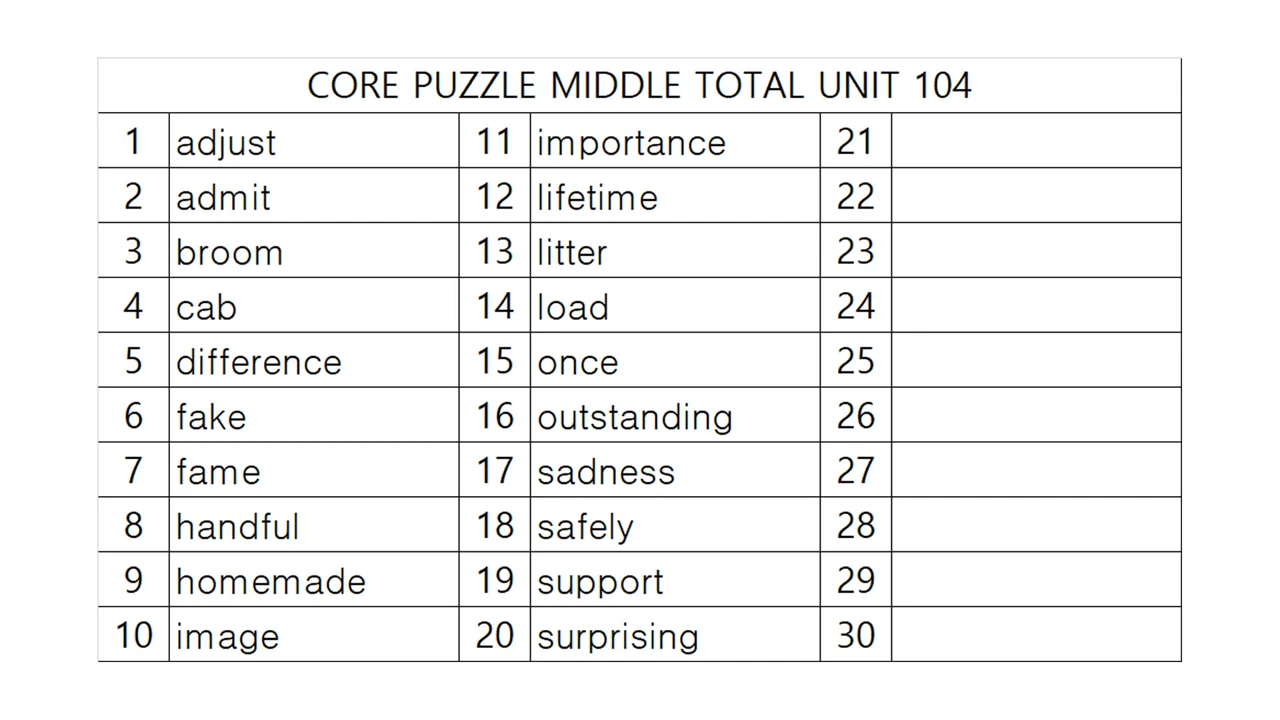 CORE PUZZLE MIDDLE TOTAL UNIT 104
1 adjust 11 importance 21
2 admit 12 lifetime 22
3 broom 13 litter 23
4 cab 14 load 24
5 difference 15 once 25
6 fake 16 outstanding 26
7 fame 17 sadness 27
8 handful 18 safely 28
9 homemade 19 support 29
10 image 20 surprising 30